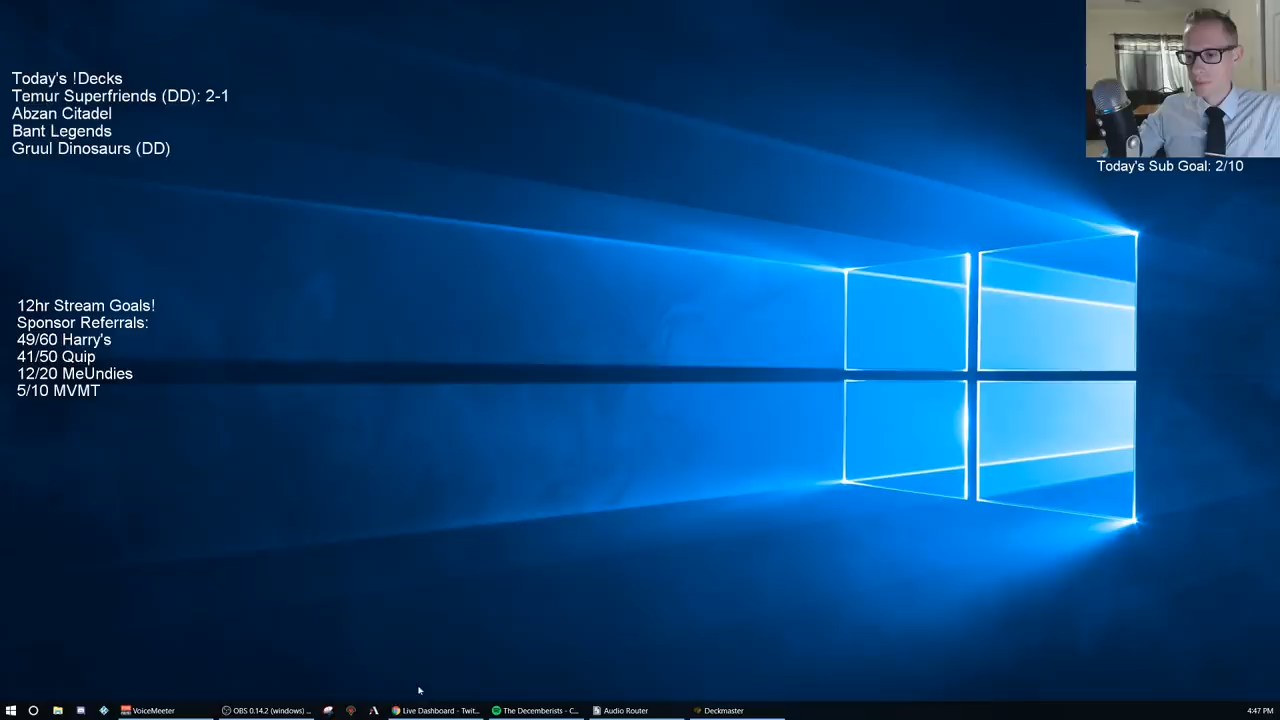 Today's !Decks
Temur Superfriends (DD): 2-1
Abzan Citadel
Bant Legends
Gruul Dinosaurs (DD)
Today's Sub Goal: 2/10
12hr Stream Goals!
Sponsor Referrals:
49/60 Harry's
41/50 Quip
12/20 MeUndies
5/10 MVMT
VoiceMeeter
OBS 0.14.2 (windows) ...
Live Dashboard - Twit...
The Decemberists - C...
Audio Router
Deckmaster
4:47 PM